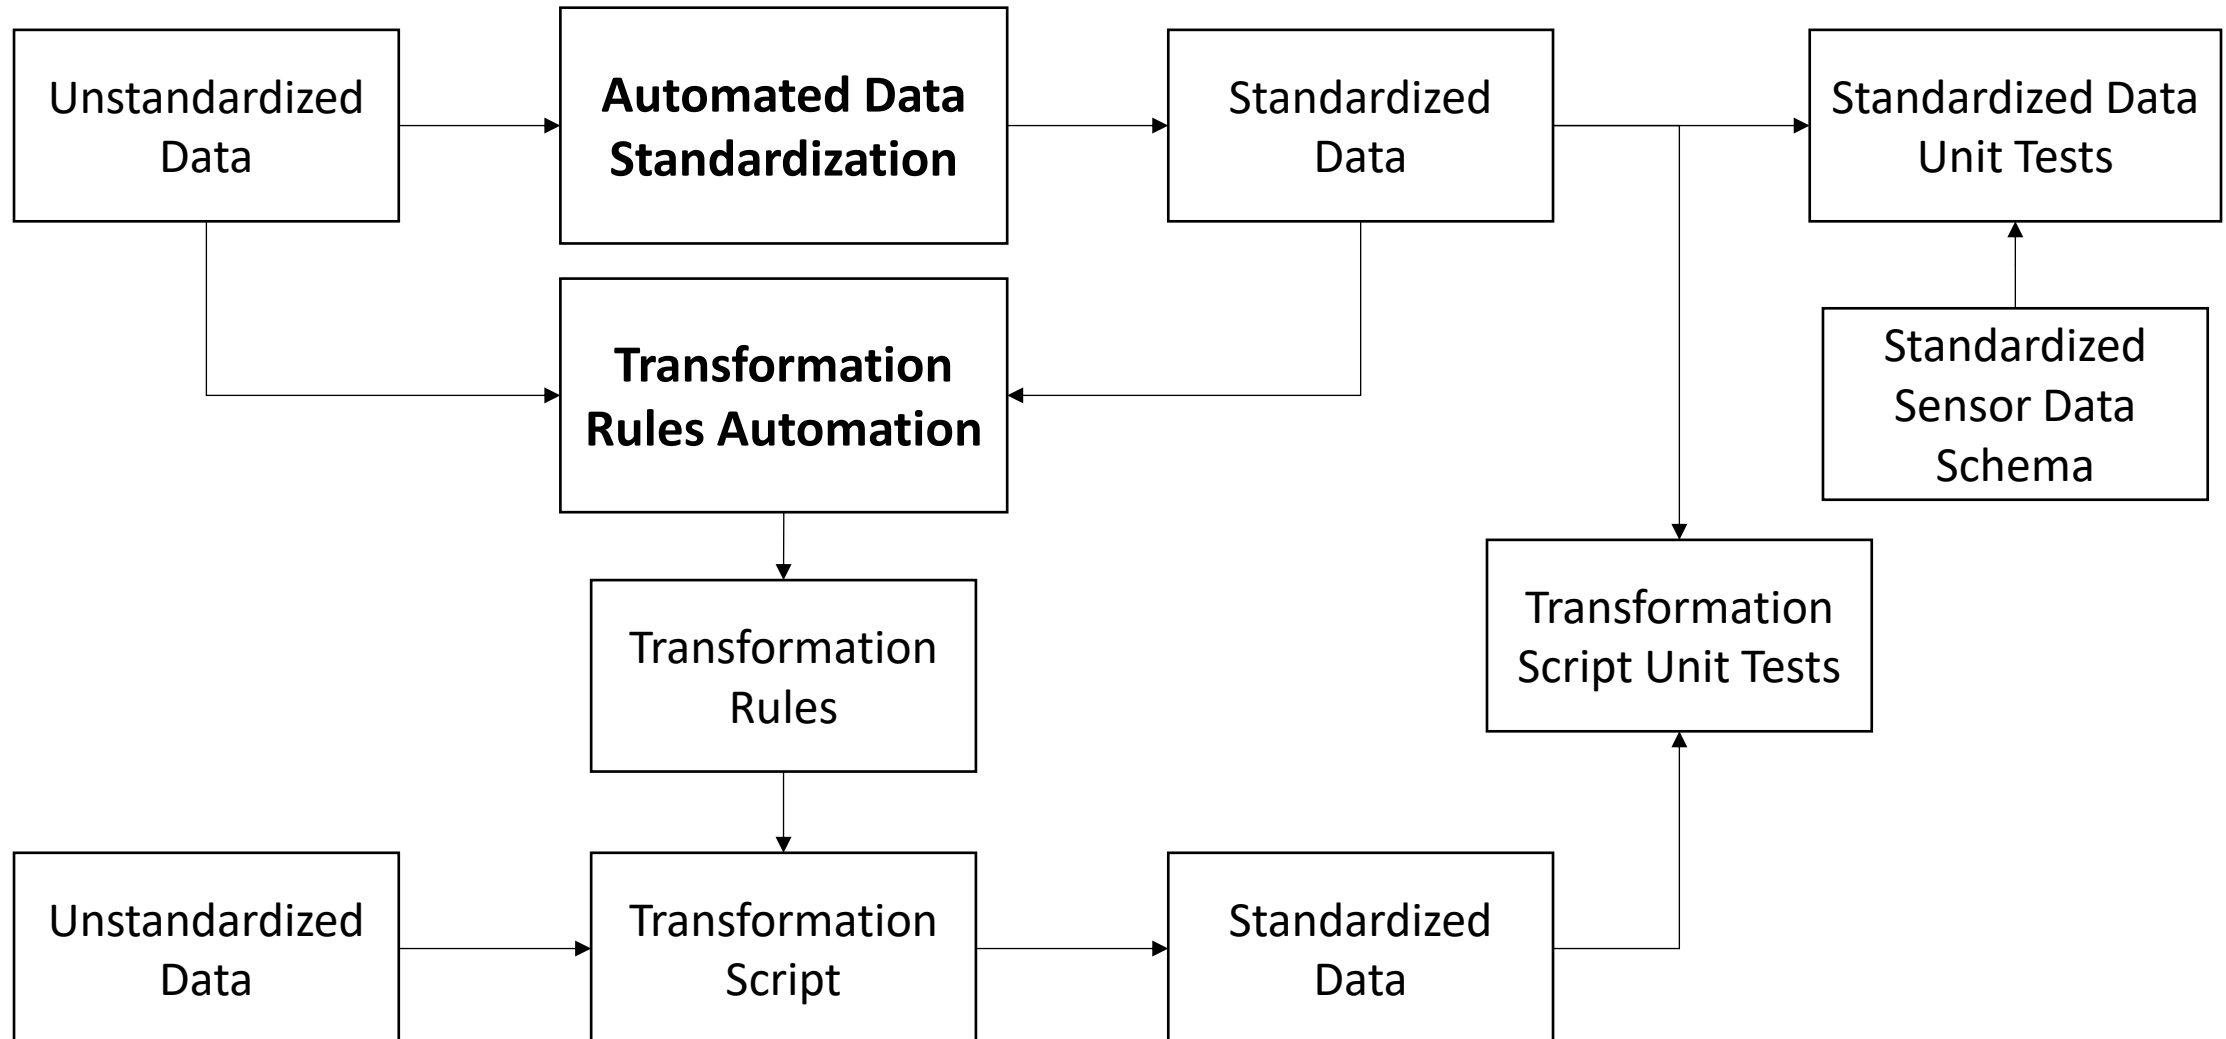 Unstandardized
Data
Automated Data
Standardization
Standardized
Data
Standardized Data
Unit Tests
Transformation
Rules Automation
Standardized
Sensor Data
Schema
Transformation
Rules
Transformation
Script Unit Tests
Unstandardized
Data
Transformation
Script
Standardized
Data